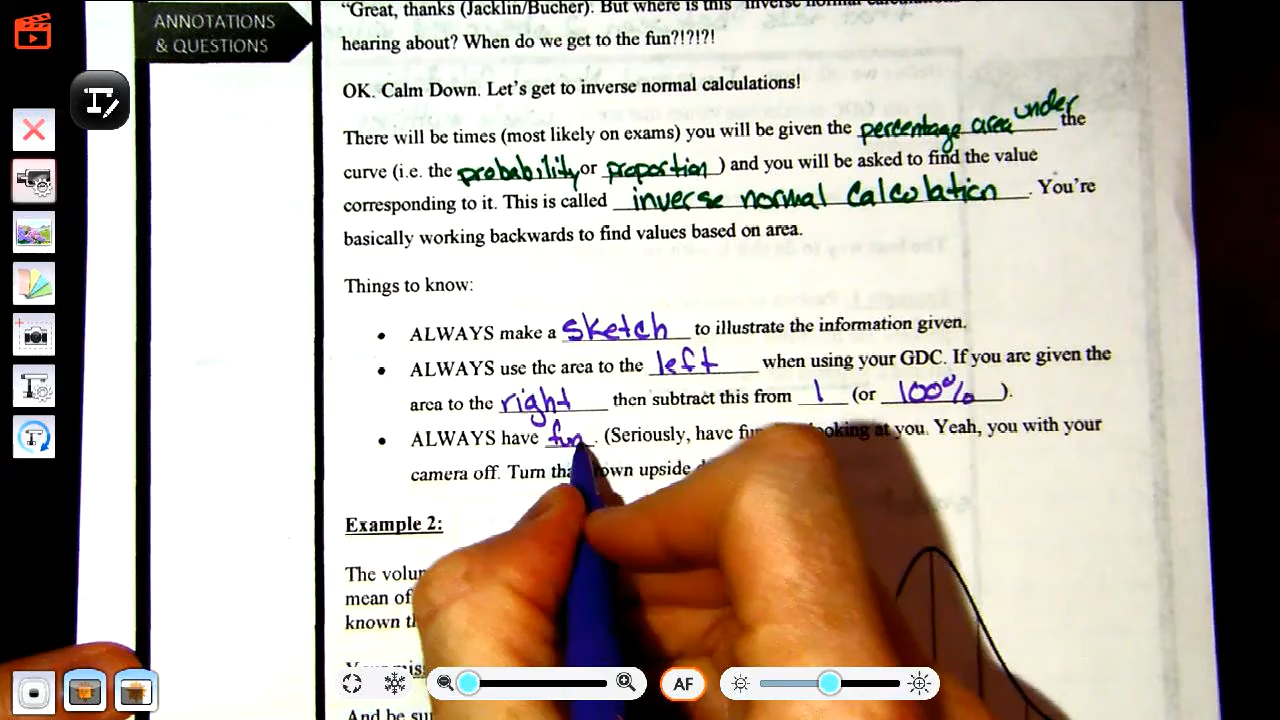 ANNOTATIONS
& QUESTIONS
"Great, thanks (Jacklin/Bucher). But where is this "inverse normal
hearing about? When do we get to the fun?!?!?!
OK. Calm Down. Let's get to inverse normal calculations!
There will be times (most likely on exams) you will be given the percentage area under the
curve (i.e. the probability or proportion) and you will be asked to find the value
corresponding to it. This is called inverse normal calculation. You're
basically working backwards to find values based on area.
Things to know:
• ALWAYS make a sketch to illustrate the information given.
• ALWAYS use the area to the left when using your GDC. If you are given the
area to the right then subtract this from 1 (or 100%).
• ALWAYS have fun. (Seriously, have looking at you. Yeah, you with your
camera off. Turn upside
Example 2:
The
mean of
known
And be
AF